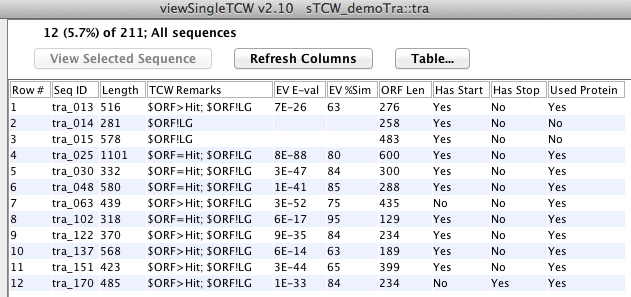 viewSingleTCW v2.10 sTCW_demoTra::tra
12 (5.7%) of 211; All sequences
View Selected Sequence Refresh Columns Table...
Row # Seq ID Length TCW Remarks EV E-val EV %Sim ORF Len Has Start Has Stop Used Protein
1 tra_013 516 $ORF>Hit; $ORF!LG 7E-26 63 276 Yes No Yes
2 tra_014 281 $ORF!LG 258 Yes No No
3 tra_015 578 $ORF!LG 483 Yes No No
4 tra_025 1101 $ORF=Hit; $ORF!LG 8E-88 80 600 Yes No Yes
5 tra_030 332 $ORF=Hit; $ORF!LG 3E-47 84 300 Yes No Yes
6 tra_048 580 $ORF=Hit; $ORF!LG 1E-41 85 288 Yes No Yes
7 tra_063 439 $ORF>Hit; $ORF!LG 3E-52 75 435 No No Yes
8 tra_102 318 $ORF=Hit; $ORF!LG 6E-17 95 129 Yes No Yes
9 tra_122 370 $ORF>Hit; $ORF!LG 9E-35 84 234 Yes No Yes
10 tra_137 568 $ORF>Hit; $ORF!LG 6E-14 63 189 Yes No Yes
11 tra_151 423 $ORF>Hit; $ORF!LG 3E-44 65 399 Yes No Yes
12 tra_170 485 $ORF>Hit; $ORF!LG 1E-33 84 234 No Yes Yes